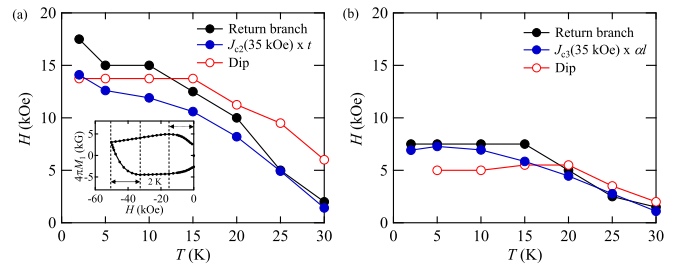 (a)
20
15
10
5
0
H (kOe)
0
5
10
15
20
25
30
T (K)
Return branch
Jc2(35 kOe) x t
Dip
4πM1 (kG)
5
0
-5
-60
-40
-20
0
H (kOe)
2 K
(b)
20
15
10
5
0
H (kOe)
0
5
10
15
20
25
30
T (K)
Return branch
Jc3(35 kOe) x αl
Dip